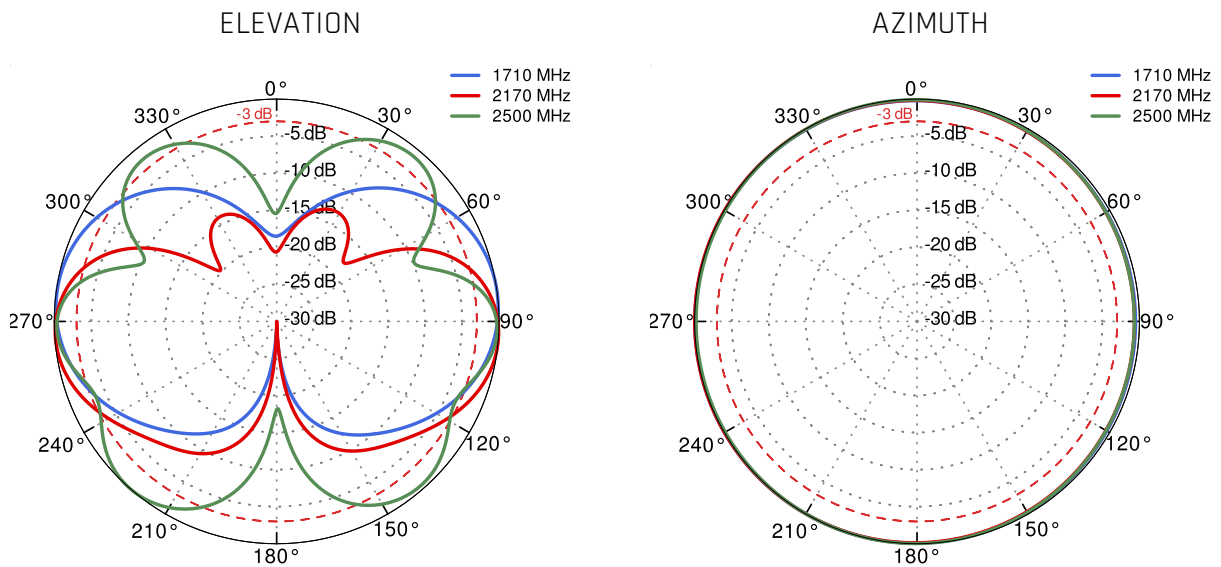 ELEVATION
1710 MHz
2170 MHz
2500 MHz
0°
-3 dB
330°
30°
-5 dB
-10 dB
300°
60°
-15 dB
-20 dB
-25 dB
270°
-30 dB
90°
240°
120°
210°
150°
180°
AZIMUTH
1710 MHz
2170 MHz
2500 MHz
0°
-3 dB
330°
30°
-5 dB
-10 dB
300°
60°
-15 dB
-20 dB
-25 dB
270°
-30 dB
90°
240°
120°
210°
150°
180°